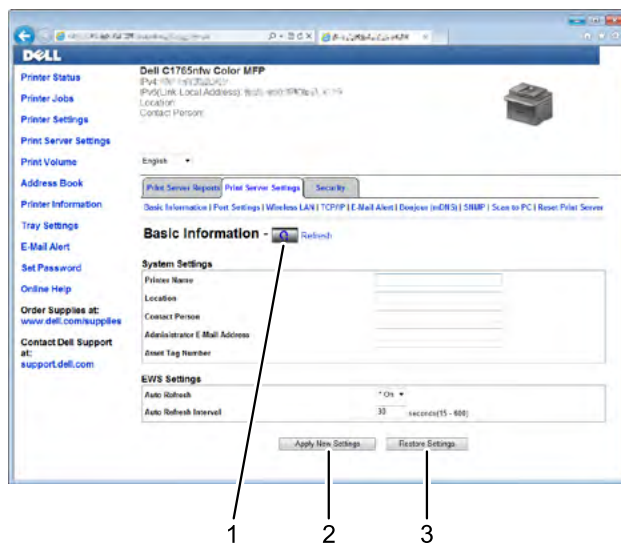 DELL
Dell C1765nfw Color MFP
IPv4:
IPv6(Link-Local Address):
Location:
Contact Person:
Printer Status
Printer Jobs
Printer Settings
Print Server Settings
Print Volume
Address Book
Printer Information
Tray Settings
E-Mail Alert
Set Password
Online Help
Order Supplies at:
www.dell.com/supplies
Contact Dell Support
at:
support.dell.com
English
Print Server Reports Print Server Settings Security
Basic Information | Port Settings | Wireless LAN | TCP/IP | E-Mail Alert | Bonjour (mDNS) | SNMP | Scan to PC | Reset Print Server
Basic Information - Refresh
System Settings
Printer Name
Location
Contact Person
Administrator E-Mail Address
Asset Tag Number
EWS Settings
Auto Refresh * On
Auto Refresh Interval 30 seconds(15 - 600)
Apply New Settings Restore Settings
1 2 3